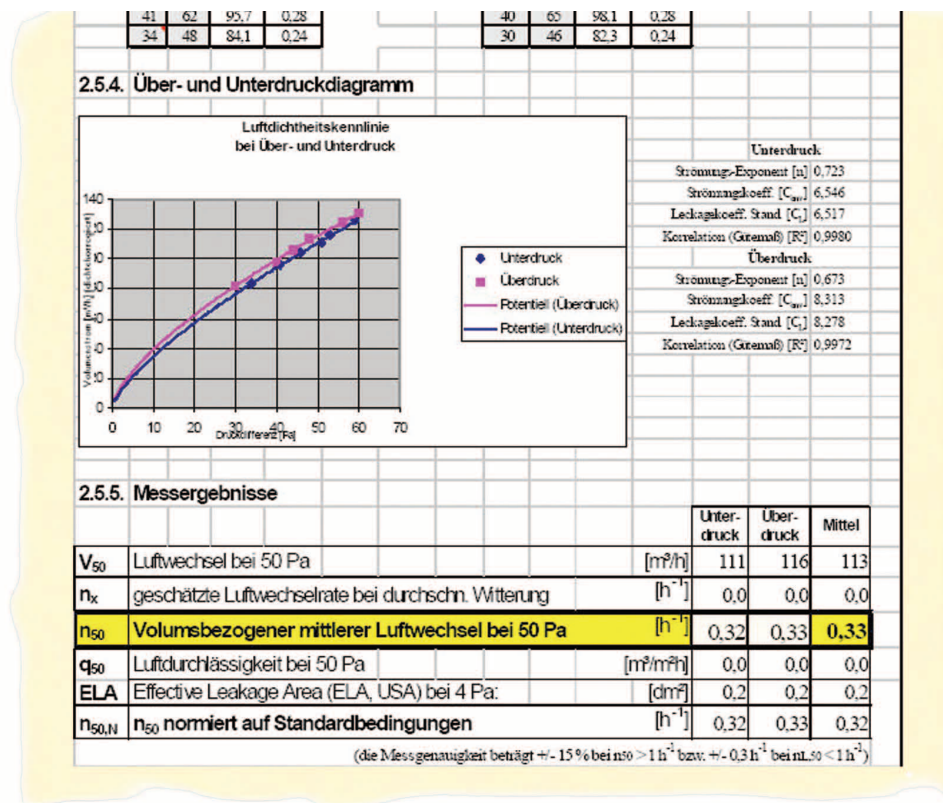 41 62 95,7 0,28 40 65 98,1 0,28
34 48 84,1 0,24 30 46 82,3 0,24
2.5.4. Über- und Unterdruckdiagramm
Luftdichtheitskennlinie
bei Über- und Unterdruck
Unterdruck
Strömungs-Exponent [n] 0,723
Strömungskoeff. [Cenv] 6,546
Leckagekoeff. Stand. [CL] 6,517
Korrelation (Gütemaß) [R²] 0,9980
Überdruck
Strömungs-Exponent [n] 0,673
Strömungskoeff. [Cenv] 8,313
Leckagekoeff. Stand. [CL] 8,278
Korrelation (Gütemaß) [R²] 0,9972
140
0
Volumenstrom [m³/h] [dichtekorrigiert]
0 10 20 30 40 50 60 70
Druckdifferenz [Pa]
Unterdruck
Überdruck
Potentiell (Überdruck)
Potentiell (Unterdruck)
2.5.5. Messergebnisse
Unter-druck Über-druck Mittel
V50 Luftwechsel bei 50 Pa [m³/h] 111 116 113
nx geschätzte Luftwechselrate bei durchschn. Witterung [h-1] 0,0 0,0 0,0
n50 Volumsbezogener mittlerer Luftwechsel bei 50 Pa [h-1] 0,32 0,33 0,33
q50 Luftdurchlässigkeit bei 50 Pa [m³/m²h] 0,0 0,0 0,0
ELA Effective Leakage Area (ELA, USA) bei 4 Pa: [dm²] 0,2 0,2 0,2
n50,N n50 normiert auf Standardbedingungen [h-1] 0,32 0,33 0,32
(die Messgenauigkeit beträgt +/- 15 % bei n50 > 1 h-1 bzw. +/- 0,3 h-1 bei nL50 < 1 h-1)